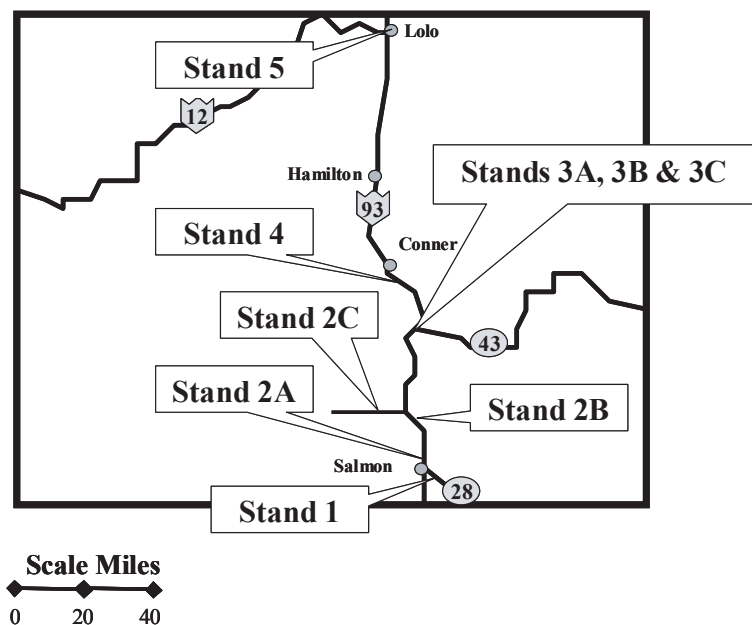 Lolo
Stand 5
12
Stands 3A, 3B & 3C
Hamilton
93
Stand 4
Conner
Stand 2C
43
Stand 2A
Stand 2B
Salmon
28
Stand 1
Scale Miles
0 20 40